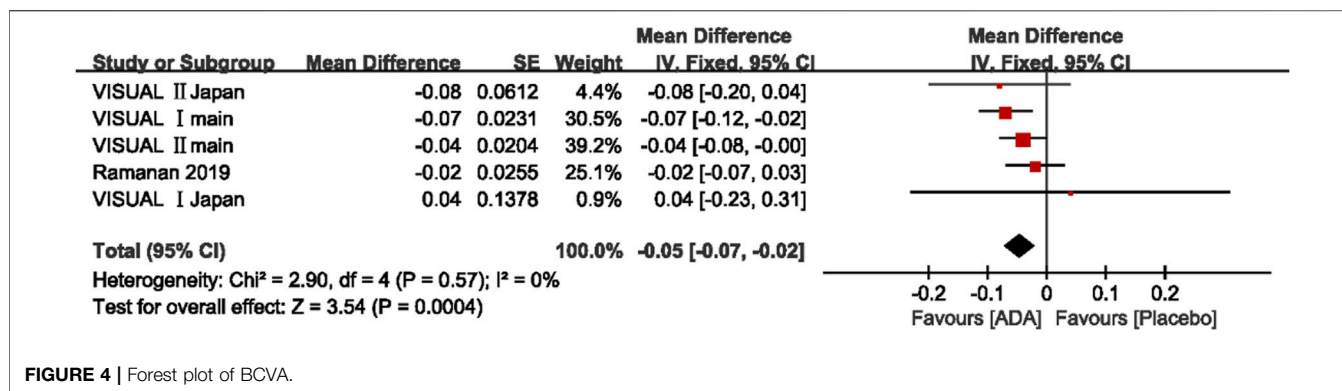 Mean Difference Mean Difference
Study or Subgroup Mean Difference SE Weight IV, Fixed, 95% CI IV, Fixed, 95% CI
VISUAL Ⅱ Japan -0.08 0.0612 4.4% -0.08 [-0.20, 0.04]
VISUAL Ⅰ main -0.07 0.0231 30.5% -0.07 [-0.12, -0.02]
VISUAL Ⅱ main -0.04 0.0204 39.2% -0.04 [-0.08, -0.00]
Ramanan 2019 -0.02 0.0255 25.1% -0.02 [-0.07, 0.03]
VISUAL Ⅰ Japan 0.04 0.1378 0.9% 0.04 [-0.23, 0.31]
Total (95% CI) 100.0% -0.05 [-0.07, -0.02]
Heterogeneity: Chi² = 2.90, df = 4 (P = 0.57); I² = 0%
Test for overall effect: Z = 3.54 (P = 0.0004)
-0.2 -0.1 0 0.1 0.2
Favours [ADA] Favours [Placebo]
FIGURE 4 | Forest plot of BCVA.